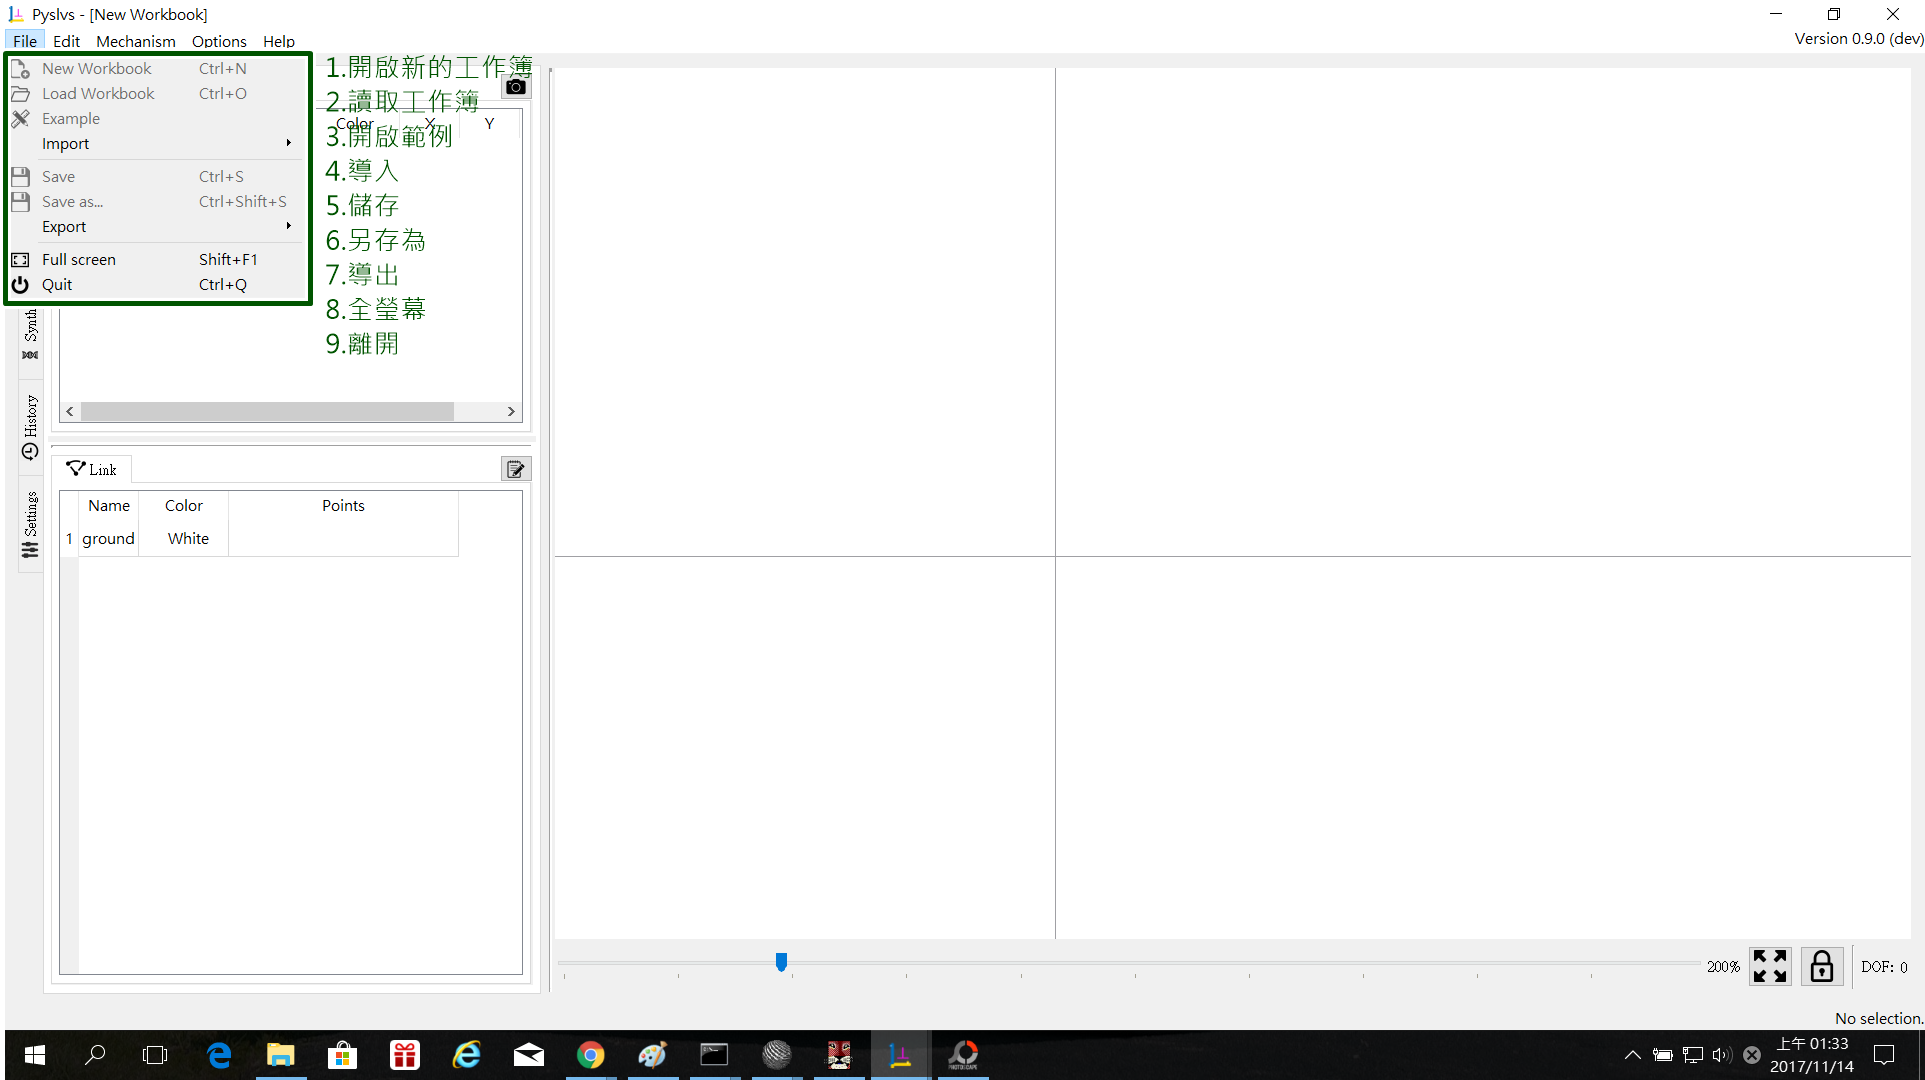 Pyslvs - [New Workbook]
File Edit Mechanism Options Help
Version 0.9.0 (dev)
New Workbook Ctrl+N
Load Workbook Ctrl+O
Example
Import
Save Ctrl+S
Save as... Ctrl+Shift+S
Export
Full screen Shift+F1
Quit Ctrl+Q
1.開啟新的工作簿
2.讀取工作簿
3.開啟範例
4.導入
5.儲存
6.另存為
7.導出
8.全瑩幕
9.離開
Color X Y
Synth
History
Settings
Link
Name Color Points
1 ground White
200%
DOF: 0
No selection.
PHOTOSCAPE
上午 01:33
2017/11/14